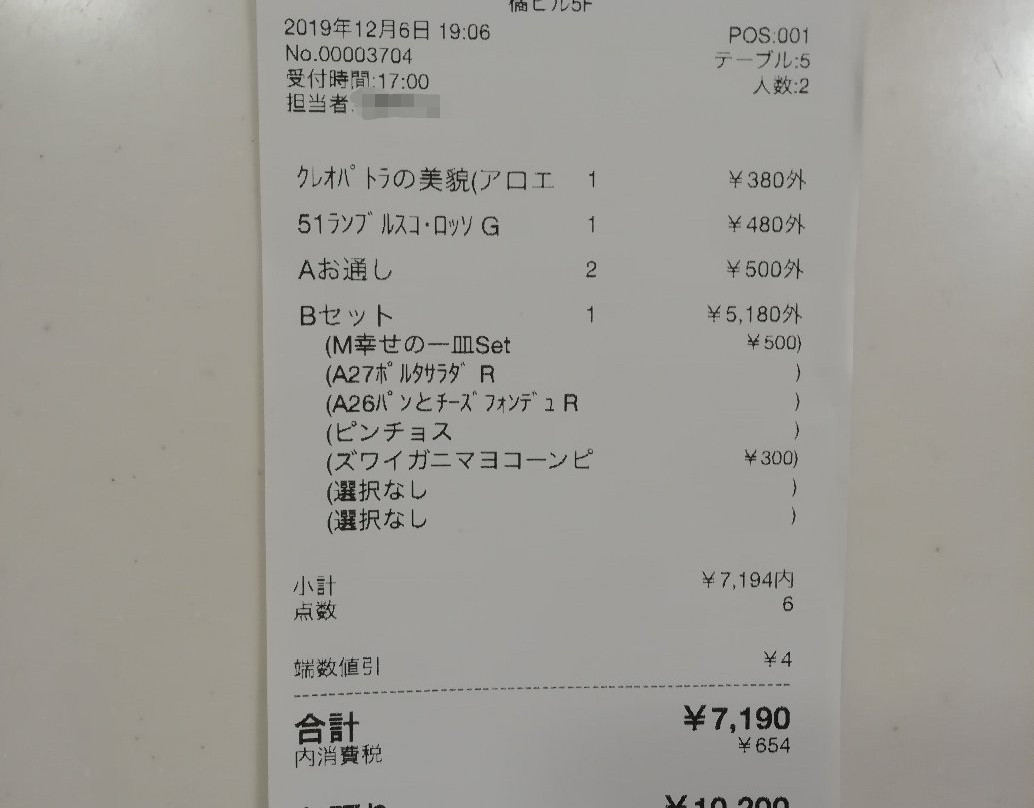 橘ビル5F
2019年12月6日 19:06 POS:001
No.00003704 テーブル:5
受付時間:17:00 人数:2
担当者:
ｸﾚｵﾊﾟﾄﾗの美貌(アロエ 1 ¥380外
51ﾗﾝﾌﾞﾙｽｺ・ﾛｯｿ G 1 ¥480外
Aお通し 2 ¥500外
Bセット 1 ¥5,180外
(M幸せの一皿Set ¥500)
(A27ﾎﾟﾙﾀｻﾗﾀﾞ R )
(A26ﾊﾟﾝとﾁｰｽﾞﾌｫﾝﾃﾞｭ R )
(ピンチョス )
(ズワイガニマヨコーンピ ¥300)
(選択なし )
(選択なし )
小計 ¥7,194内
点数 6
端数値引 ¥4
合計 ¥7,190
内消費税 ¥654
¥10,200